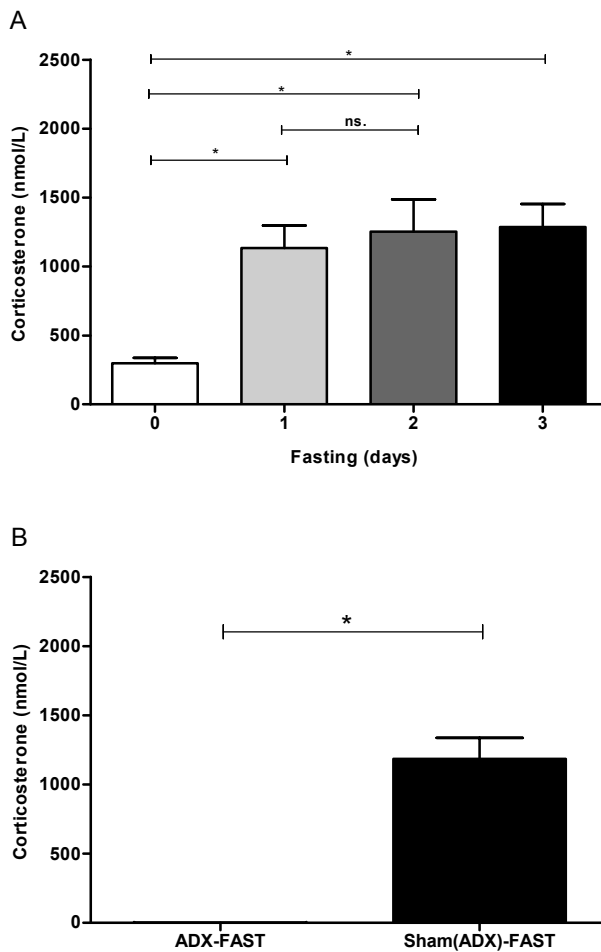 A
2500
2000
1500
1000
500
0
Corticosterone (nmol/L)
*
*
ns.
*
0 1 2 3
Fasting (days)
B
2500
2000
1500
1000
500
0
Corticosterone (nmol/L)
*
ADX-FAST Sham(ADX)-FAST